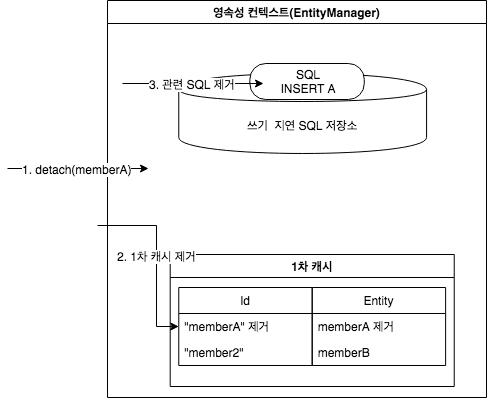 영속성 컨텍스트(EntityManager)
SQL
INSERT A
3. 관련 SQL 제거
쓰기 지연 SQL 저장소
1. detach(memberA)
2. 1차 캐시 제거
1차 캐시
Id Entity
"memberA" 제거 memberA 제거
"member2" memberB